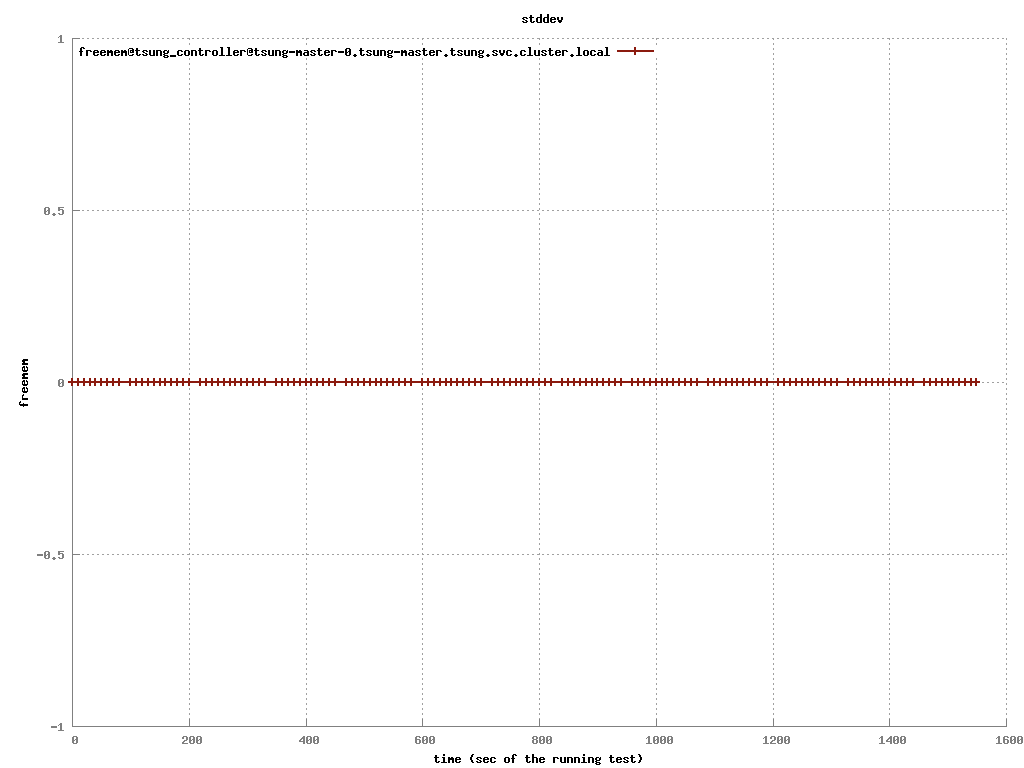 stddev
1
freemem@tsung_controller@tsung-master-0.tsung-master.tsung.svc.cluster.local
0.5
0
freemem
-0.5
-1
0 200 400 600 800 1000 1200 1400 1600
time (sec of the running test)